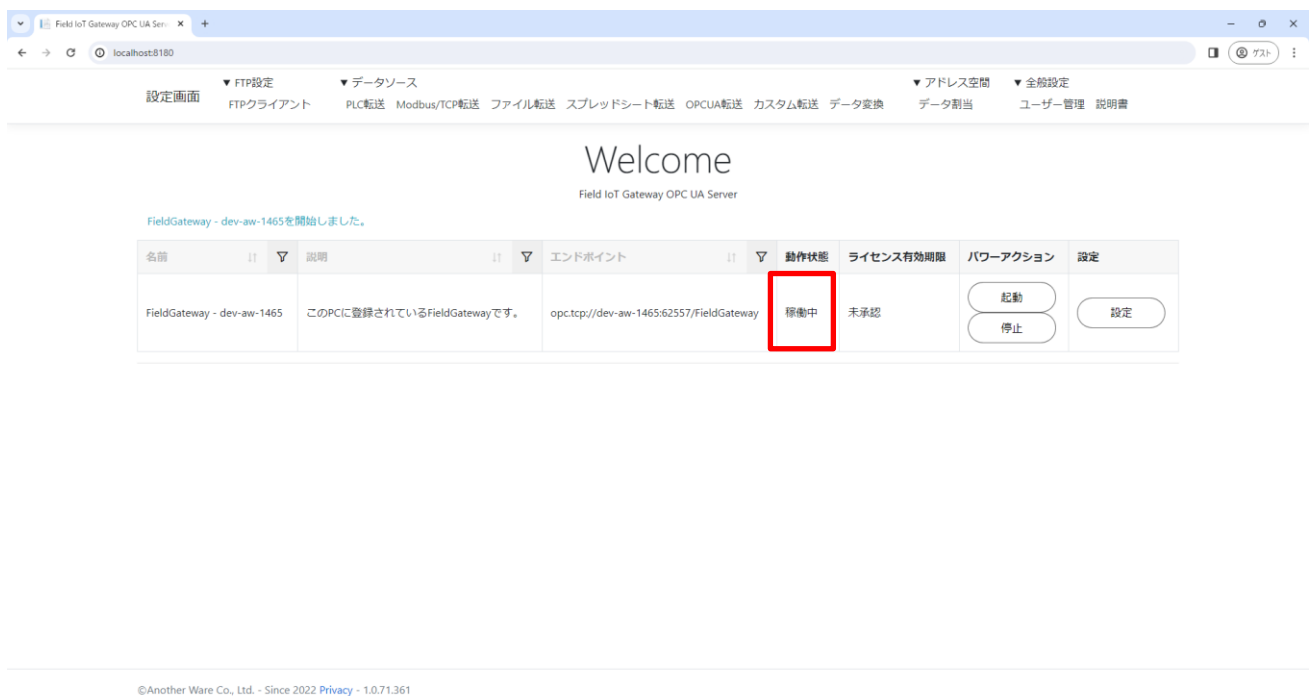 Field IoT Gateway OPC UA Serv
localhost:8180
ゲスト
設定画面
▼ FTP設定
FTPクライアント
▼ データソース
PLC転送 Modbus/TCP転送 ファイル転送 スプレッドシート転送 OPCUA転送 カスタム転送 データ変換
▼ アドレス空間
データ割当
▼ 全般設定
ユーザー管理 説明書
Welcome
Field IoT Gateway OPC UA Server
FieldGateway - dev-aw-1465を開始しました。
名前 説明 エンドポイント 動作状態 ライセンス有効期限 パワーアクション 設定
FieldGateway - dev-aw-1465 このPCに登録されているFieldGatewayです。 opc.tcp://dev-aw-1465:62557/FieldGateway 稼働中 未承認 起動 設定
停止
©Another Ware Co., Ltd. - Since 2022 Privacy - 1.0.71.361